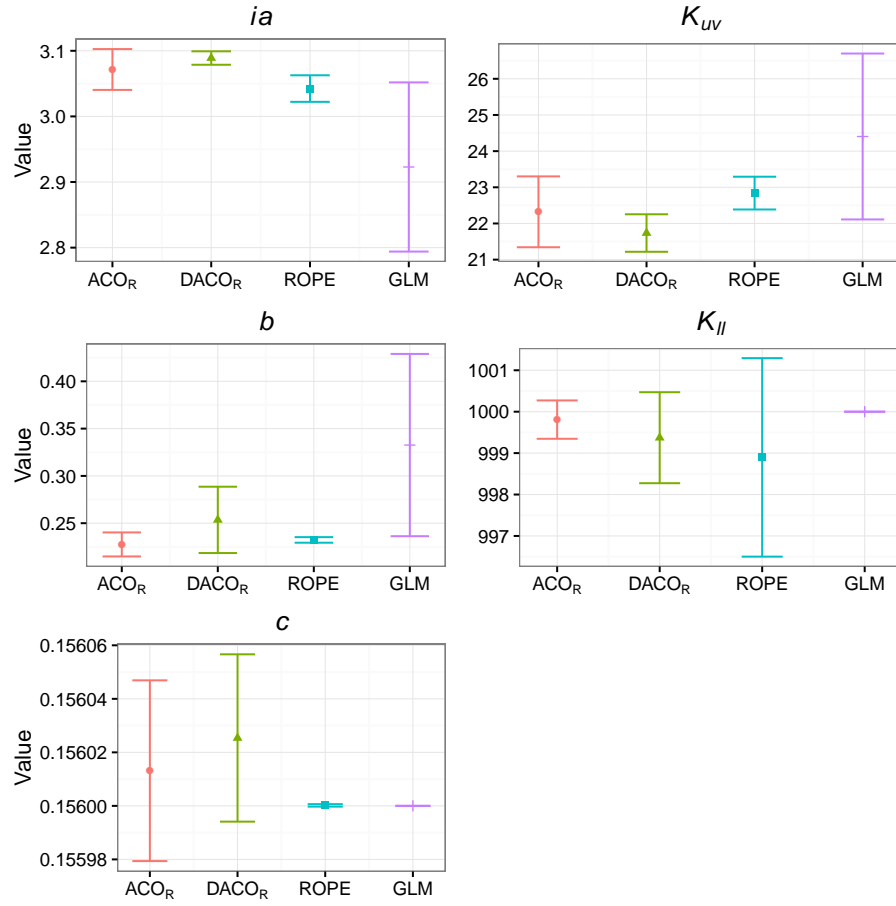 ia
3.1
3.0
2.9
2.8
Value
ACO_R DACO_R ROPE GLM
K_uv
26
25
24
23
22
21
ACO_R DACO_R ROPE GLM
b
0.40
0.35
0.30
0.25
Value
ACO_R DACO_R ROPE GLM
K_ll
1001
1000
999
998
997
ACO_R DACO_R ROPE GLM
c
0.15606
0.15604
0.15602
0.15600
0.15598
Value
ACO_R DACO_R ROPE GLM